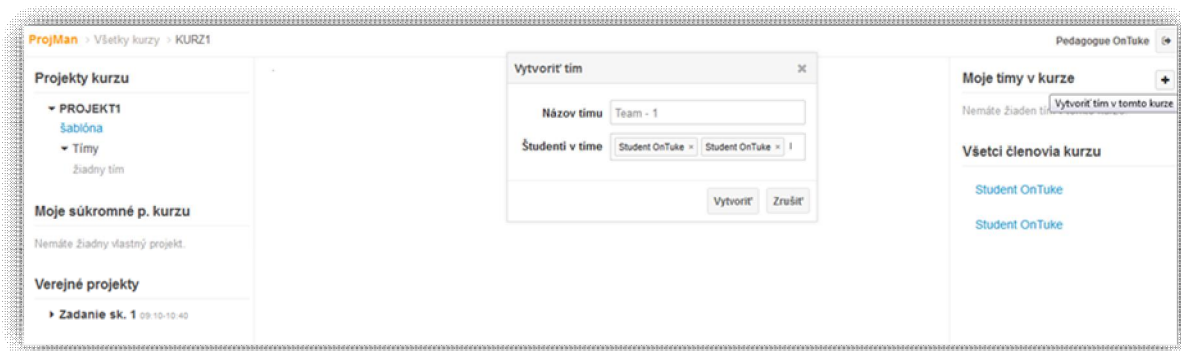 ProjMan > Všetky kurzy > KURZ1
Pedagogue OnTuke
Projekty kurzu
PROJEKT1
šablóna
Tímy
žiadny tím
Moje súkromné p. kurzu
Nemáte žiadny vlastný projekt.
Verejné projekty
Zadanie sk. 1 09:10-10:40
Vytvoriť tím ×
Názov tímu Team - 1
Študenti v tíme Student OnTuke × Student OnTuke ×
Vytvoriť Zrušiť
Moje tímy v kurze +
Vytvoriť tím v tomto kurze
Nemáte žiaden
Všetci členovia kurzu
Student OnTuke
Student OnTuke